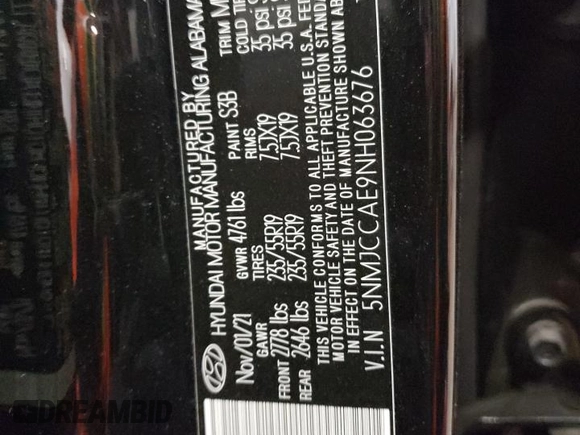 MANUFACTURED BY
HYUNDAI MOTOR MANUFACTURING ALABAMA
Nov/01/21 GVWR 4761 lbs PAINT S3B TRIM
GAWR TIRES RIMS COLD TI
FRONT 2778 lbs 235/55R19 7.5JX19 35 psi
REAR 2646 lbs 235/55R19 7.5JX19 35 psi
THIS VEHICLE CONFORMS TO ALL APPLICABLE U.S.A. FED
MOTOR VEHICLE SAFETY AND THEFT PREVENTION STANDA
IN EFFECT ON THE DATE OF MANUFACTURE SHOWN AB
V.I.N 5NMJCCAE9NH063676
DREAMBID